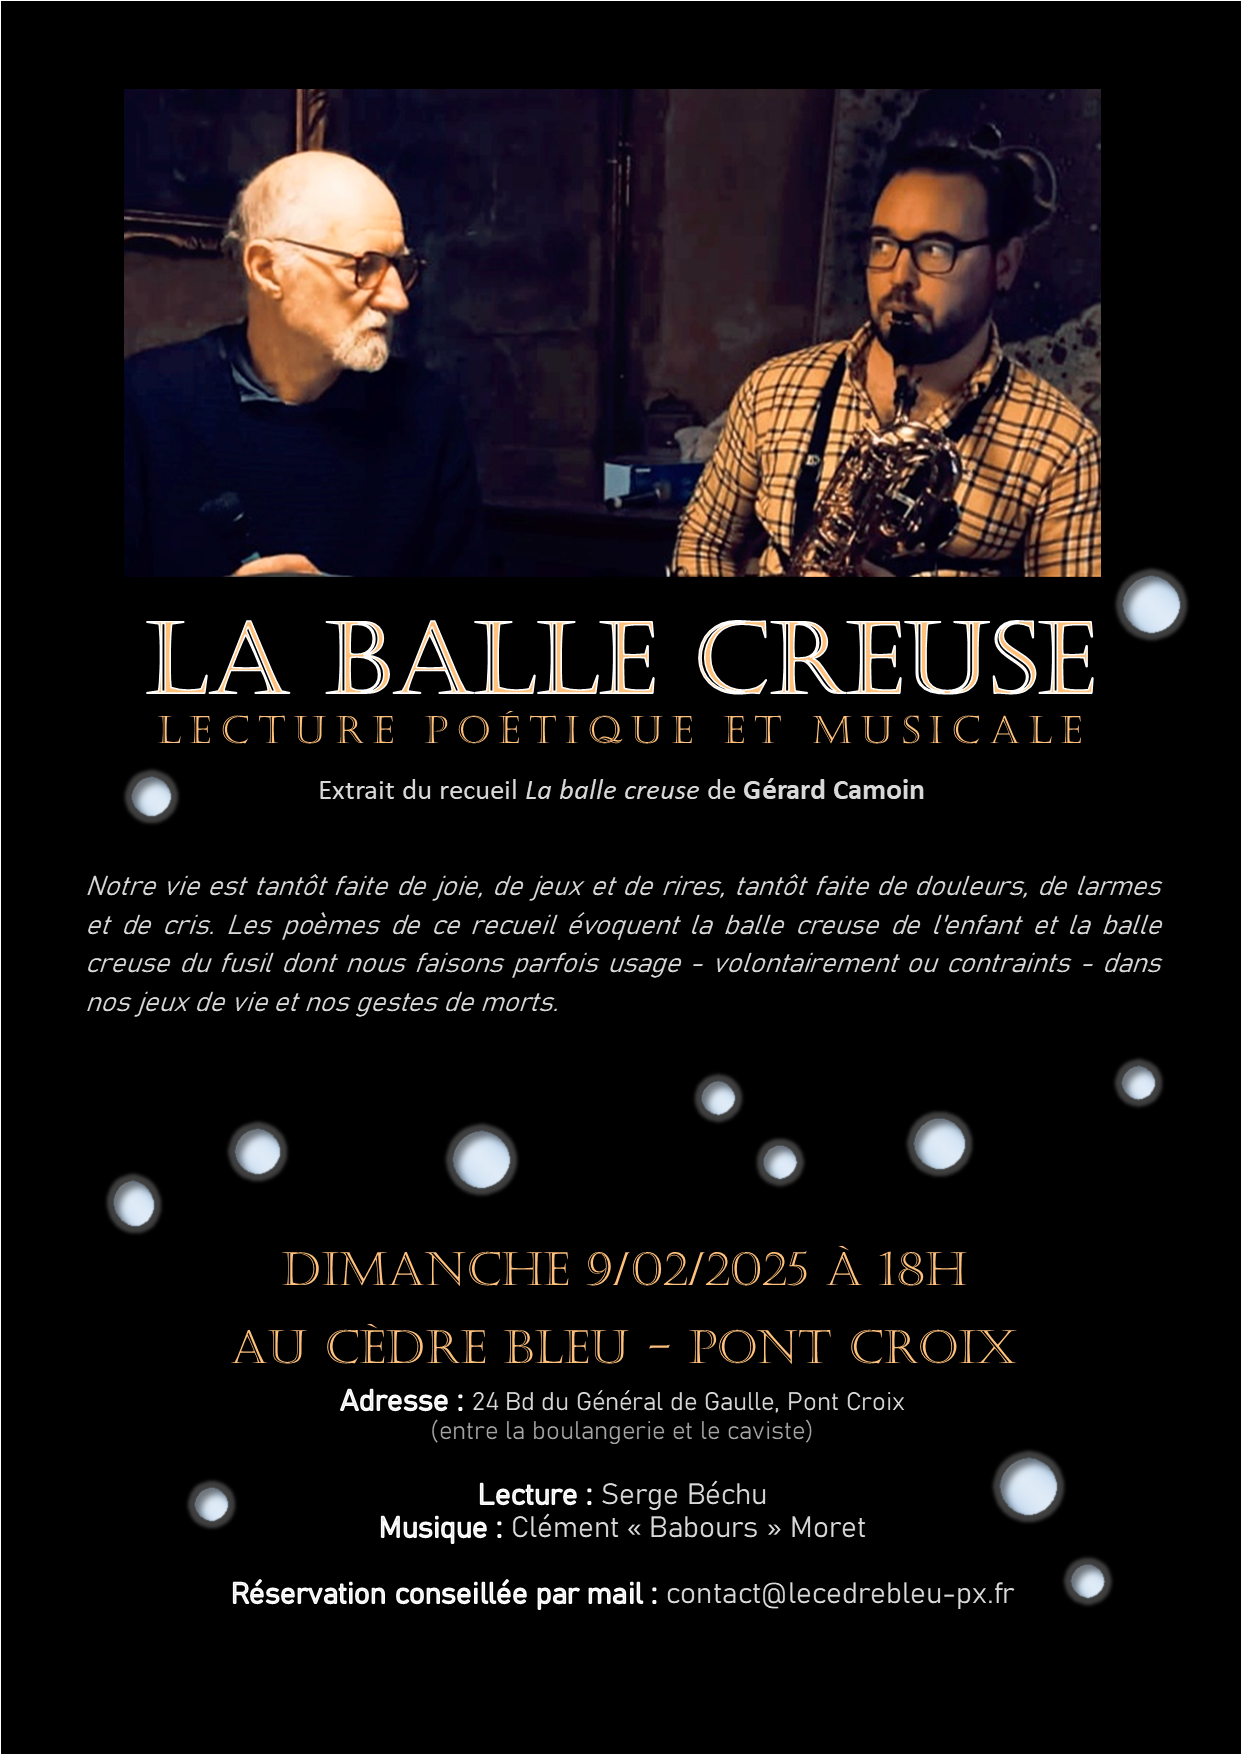 LA BALLE CREUSE
LECTURE POÉTIQUE ET MUSICALE
Extrait du recueil La balle creuse de Gérard Camoin
Notre vie est tantôt faite de joie, de jeux et de rires, tantôt faite de douleurs, de larmes
et de cris. Les poèmes de ce recueil évoquent la balle creuse de l'enfant et la balle
creuse du fusil dont nous faisons parfois usage - volontairement ou contraints - dans
nos jeux de vie et nos gestes de morts.
DIMANCHE 9/02/2025 À 18H
AU CÈDRE BLEU - PONT CROIX
Adresse : 24 Bd du Général de Gaulle, Pont Croix
(entre la boulangerie et le caviste)
Lecture : Serge Béchu
Musique : Clément « Babours » Moret
Réservation conseillée par mail : contact@lecedrebleu-px.fr